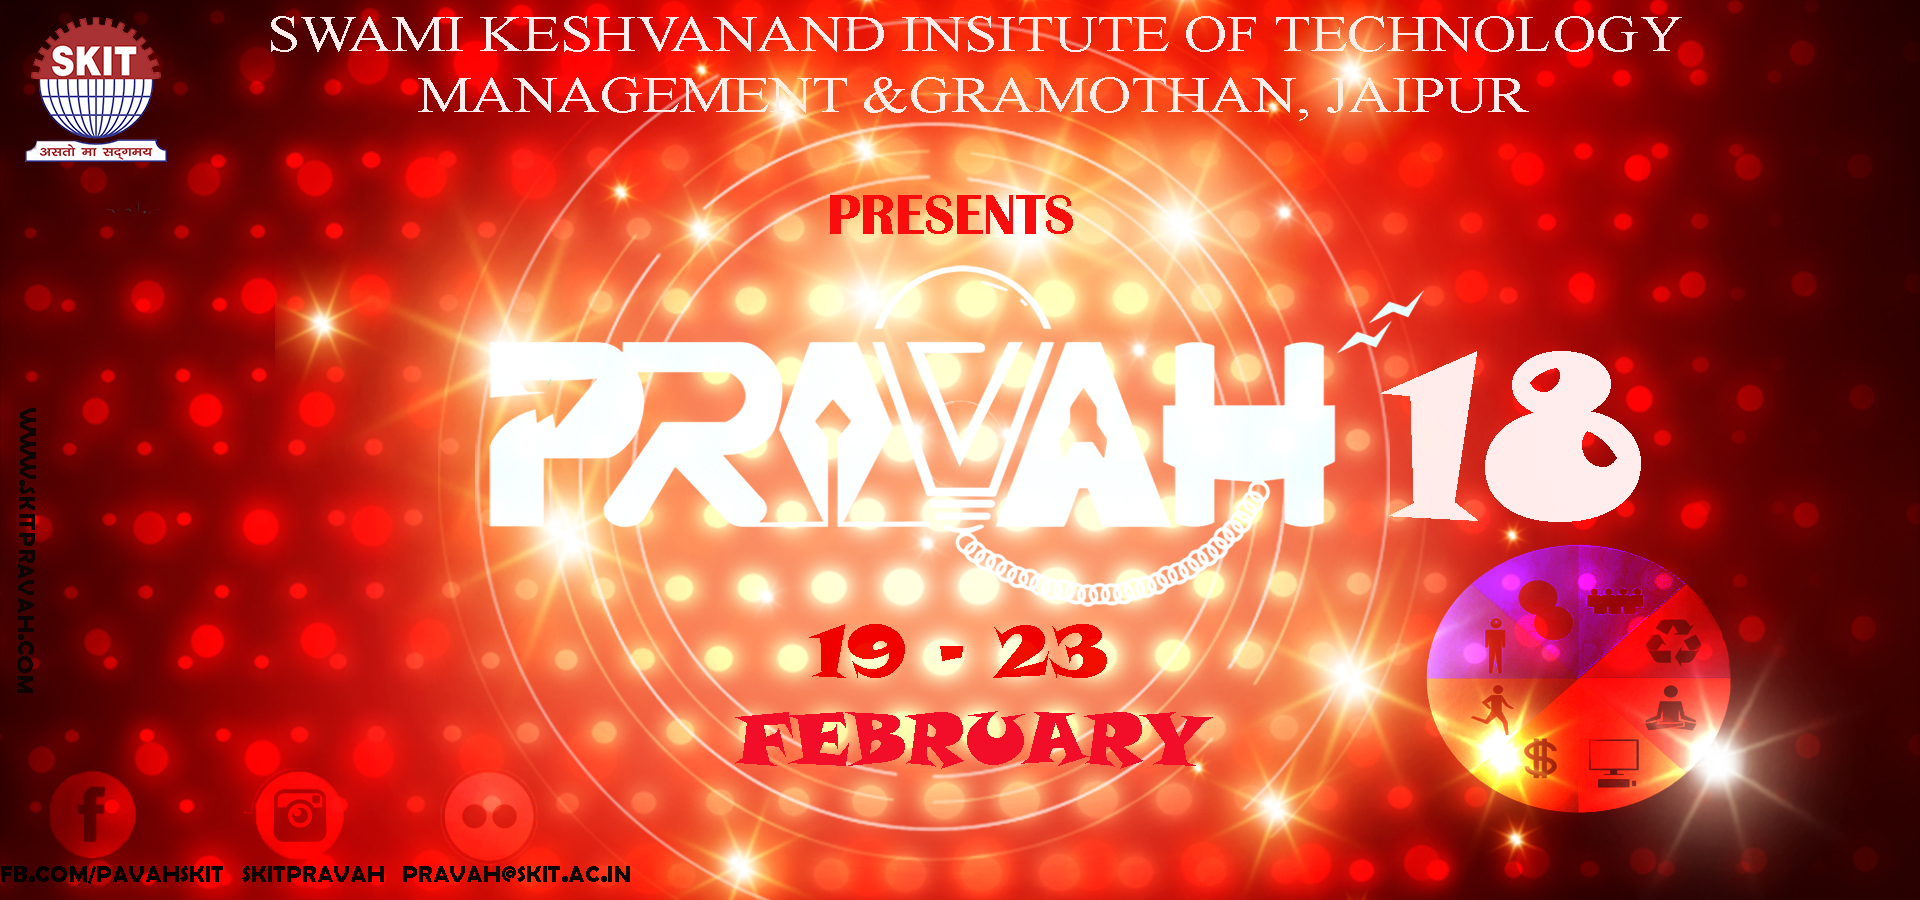 SKIT
असतो मा सद्गमय
SWAMI KESHVANAND INSITUTE OF TECHNOLOGY
MANAGEMENT &GRAMOTHAN, JAIPUR
PRESENTS
PRAVAH '18
19 - 23
FEBRUARY
WWW.SKITPRAVAH.COM
FB.COM/PAVAHSKIT SKITPRAVAH PRAVAH@SKIT.AC.IN